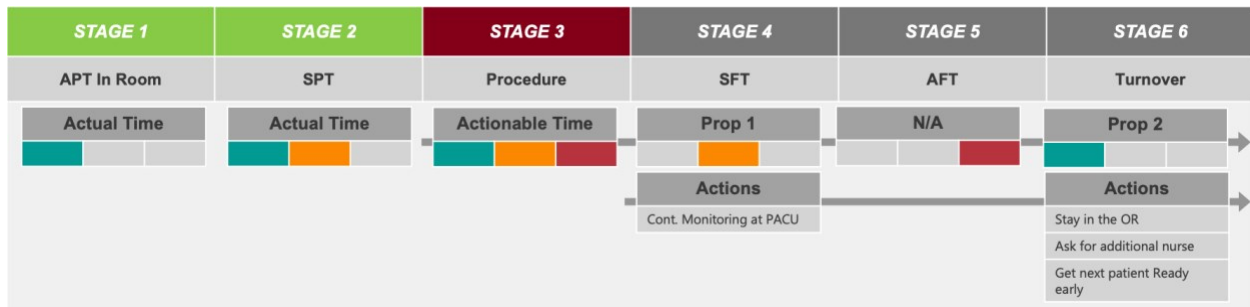 STAGE 1
STAGE 2
STAGE 3
STAGE 4
STAGE 5
STAGE 6
APT In Room
SPT
Procedure
SFT
AFT
Turnover
Actual Time
Actual Time
Actionable Time
Prop 1
N/A
Prop 2
Actions
Actions
Cont. Monitoring at PACU
Stay in the OR
Ask for additional nurse
Get next patient Ready
early